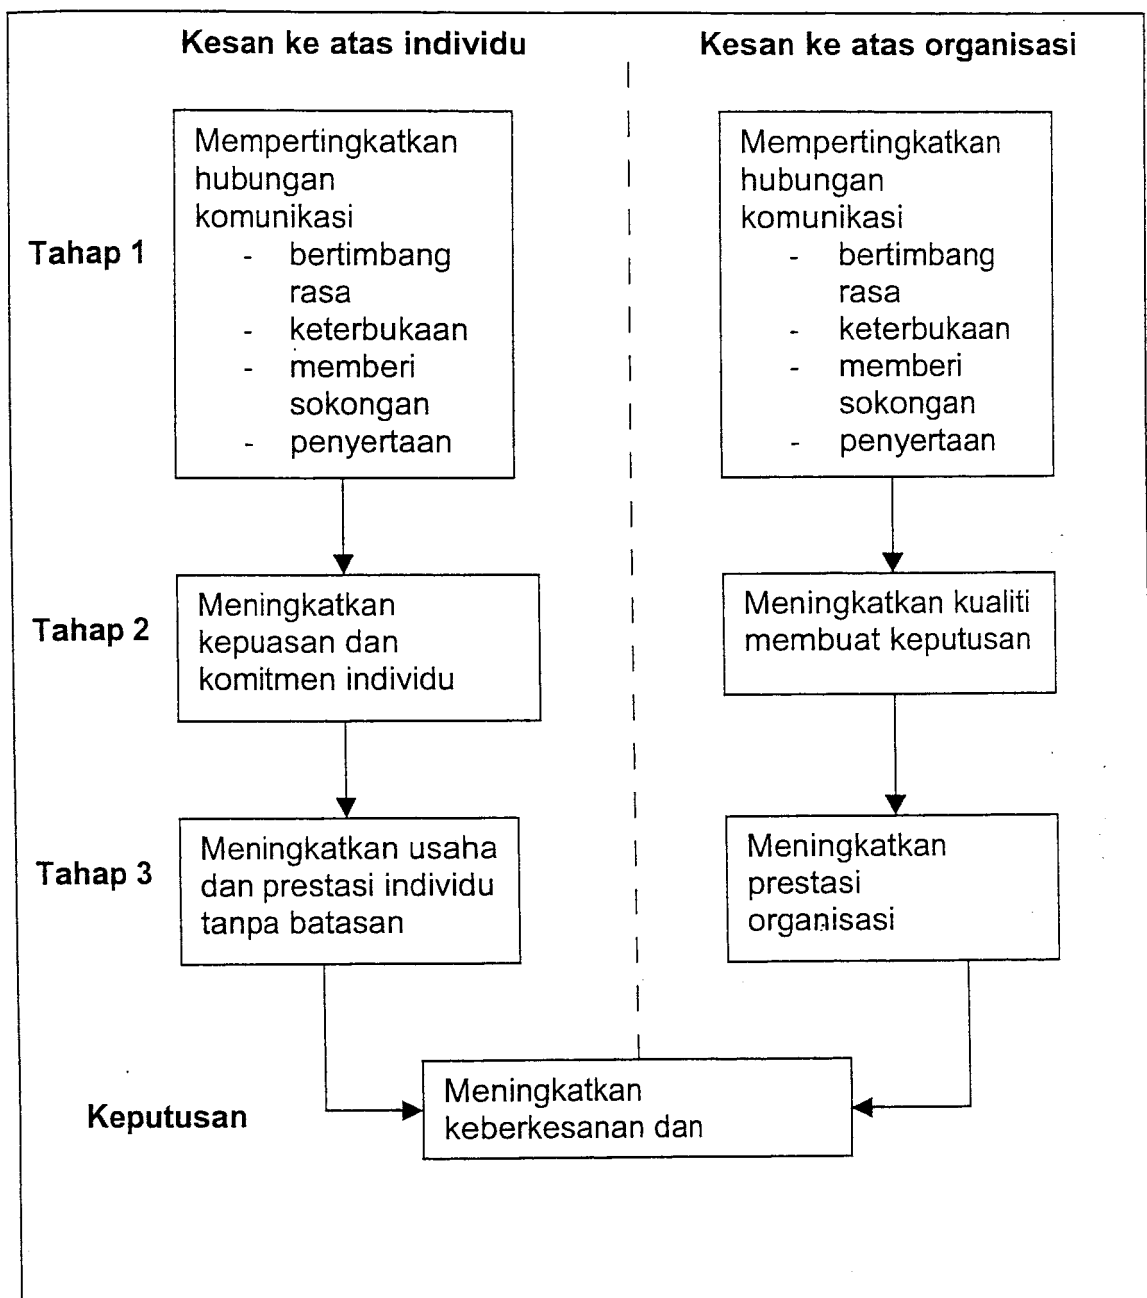 Kesan ke atas individu
Kesan ke atas organisasi
Tahap 1
Mempertingkatkan
hubungan
komunikasi
- bertimbang
rasa
- keterbukaan
- memberi
sokongan
- penyertaan
Mempertingkatkan
hubungan
komunikasi
- bertimbang
rasa
- keterbukaan
- memberi
sokongan
- penyertaan
Tahap 2
Meningkatkan
kepuasan dan
komitmen individu
Meningkatkan kualiti
membuat keputusan
Tahap 3
Meningkatkan usaha
dan prestasi individu
tanpa batasan
Meningkatkan
prestasi
organisasi
Keputusan
Meningkatkan
keberkesanan dan